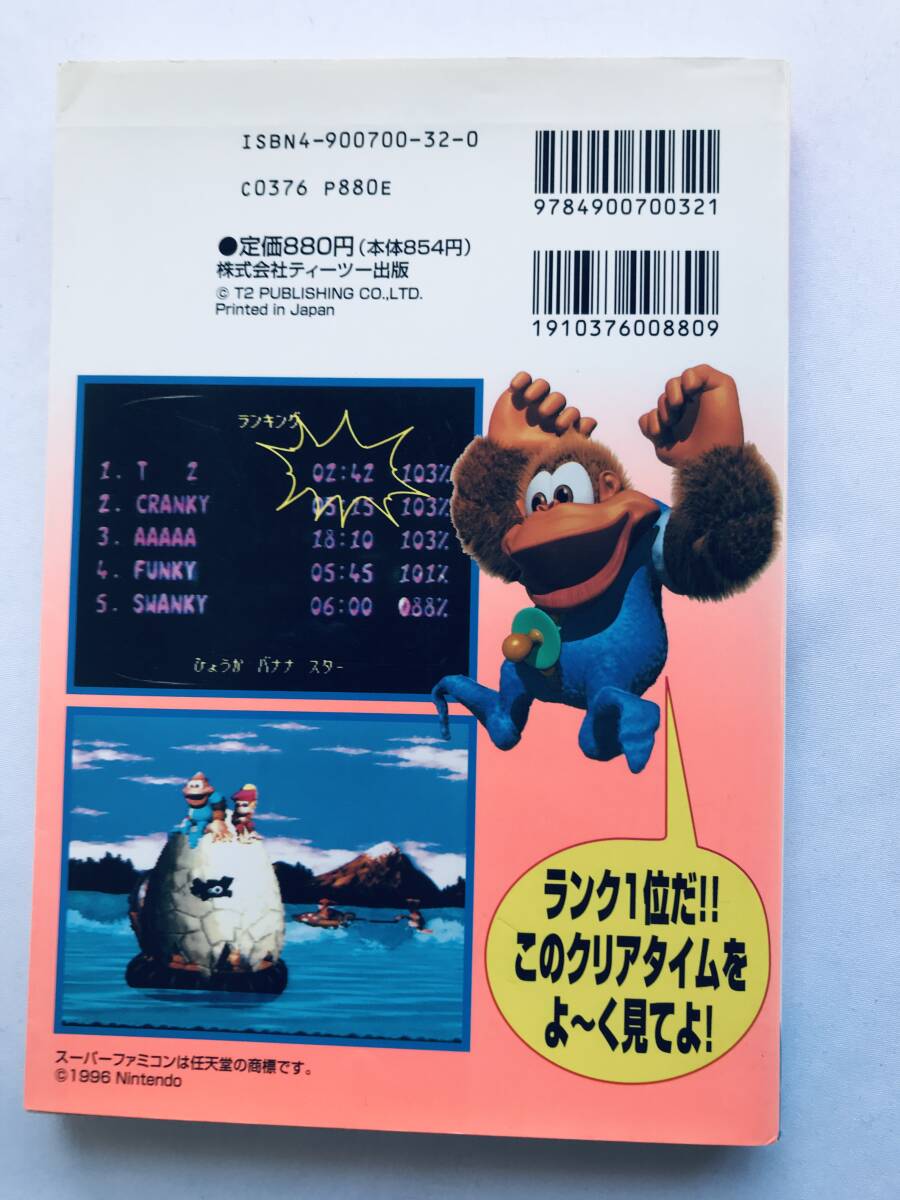 ISBN4-900700-32-0
C0376 P880E
9784900700321
●定価880円(本体854円)
株式会社ティーツー出版
© T2 PUBLISHING CO.,LTD.
Printed in Japan
1910376008809
ランキング
1. T 2 02:42 103%
2. CRANKY 05:15 103%
3. AAAAA 18:10 103%
4. FUNKY 05:45 101%
5. SWANKY 06:00 088%
ひょうか バナナ スター
ランク1位だ!!
このクリアタイムを
よ〜く見てよ!
スーパーファミコンは任天堂の商標です。
©1996 Nintendo